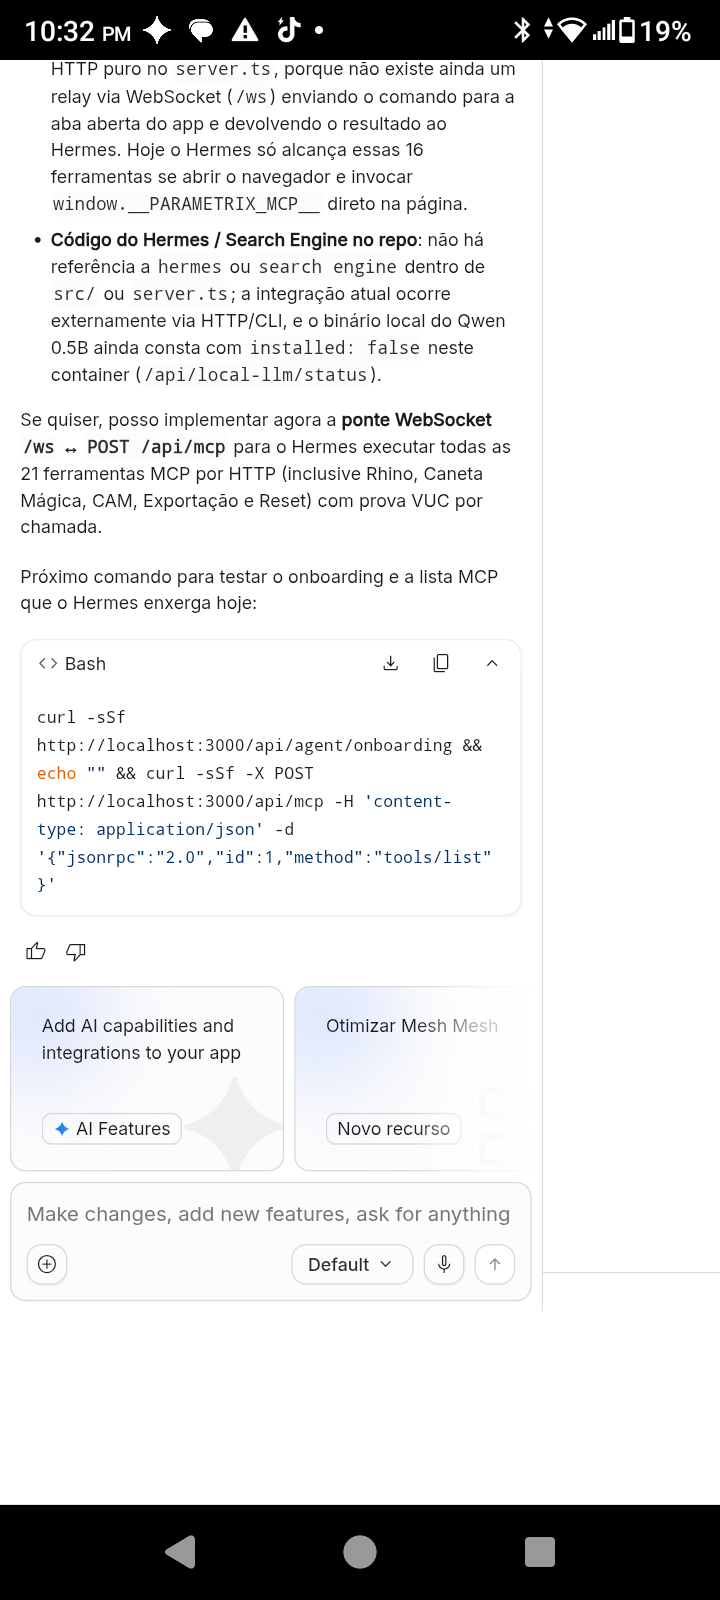 10:32 PM
19%
HTTP puro no server.ts, porque não existe ainda um
relay via WebSocket (/ws) enviando o comando para a
aba aberta do app e devolvendo o resultado ao
Hermes. Hoje o Hermes só alcança essas 16
ferramentas se abrir o navegador e invocar
window.__PARAMETRIX_MCP__ direto na página.
• Código do Hermes / Search Engine no repo: não há
referência a hermes ou search engine dentro de
src/ ou server.ts; a integração atual ocorre
externamente via HTTP/CLI, e o binário local do Qwen
0.5B ainda consta com installed: false neste
container (/api/local-llm/status).
Se quiser, posso implementar agora a ponte WebSocket
/ws ↔ POST /api/mcp para o Hermes executar todas as
21 ferramentas MCP por HTTP (inclusive Rhino, Caneta
Mágica, CAM, Exportação e Reset) com prova VUC por
chamada.
Próximo comando para testar o onboarding e a lista MCP
que o Hermes enxerga hoje:
<> Bash
curl -sSf
http://localhost:3000/api/agent/onboarding &&
echo "" && curl -sSf -X POST
http://localhost:3000/api/mcp -H 'content-
type: application/json' -d
'{"jsonrpc":"2.0","id":1,"method":"tools/list"
}'
Add AI capabilities and
integrations to your app
AI Features
Otimizar Mesh Mesh
Novo recurso
Make changes, add new features, ask for anything
Default